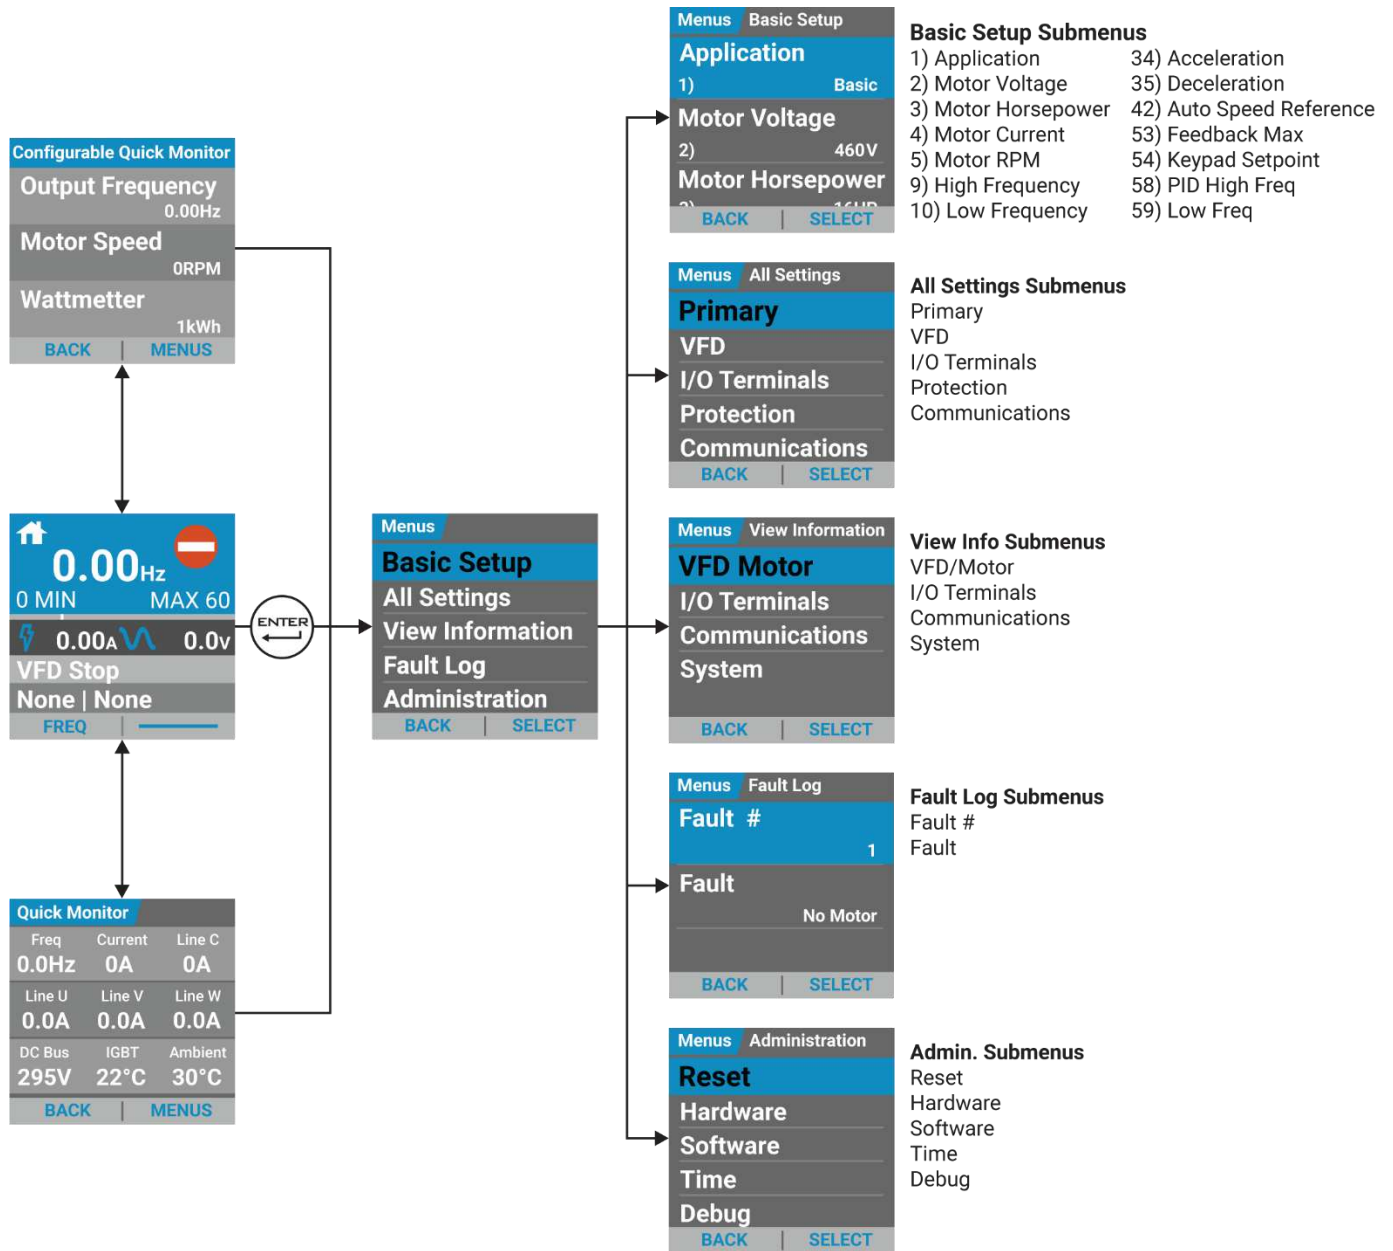 Configurable Quick Monitor
Output Frequency
0.00Hz
Motor Speed
0RPM
Wattmetter
1kWh
BACK | MENUS
0.00Hz
0 MIN MAX 60
0.00A 0.0V
VFD Stop
None | None
FREQ |
Quick Monitor
Freq Current Line C
0.0Hz 0A 0A
Line U Line V Line W
0.0A 0.0A 0.0A
DC Bus IGBT Ambient
295V 22°C 30°C
BACK | MENUS
ENTER
Menus
Basic Setup
All Settings
View Information
Fault Log
Administration
BACK | SELECT
Menus Basic Setup
Application
1) Basic
Motor Voltage
2) 460V
Motor Horsepower
3) 16HP
BACK | SELECT
Basic Setup Submenus
1) Application
2) Motor Voltage
3) Motor Horsepower
4) Motor Current
5) Motor RPM
9) High Frequency
10) Low Frequency
34) Acceleration
35) Deceleration
42) Auto Speed Reference
53) Feedback Max
54) Keypad Setpoint
58) PID High Freq
59) Low Freq
Menus All Settings
Primary
VFD
I/O Terminals
Protection
Communications
BACK | SELECT
All Settings Submenus
Primary
VFD
I/O Terminals
Protection
Communications
Menus View Information
VFD Motor
I/O Terminals
Communications
System
BACK | SELECT
View Info Submenus
VFD/Motor
I/O Terminals
Communications
System
Menus Fault Log
Fault #
1
Fault
No Motor
BACK | SELECT
Fault Log Submenus
Fault #
Fault
Menus Administration
Reset
Hardware
Software
Time
Debug
BACK | SELECT
Admin. Submenus
Reset
Hardware
Software
Time
Debug